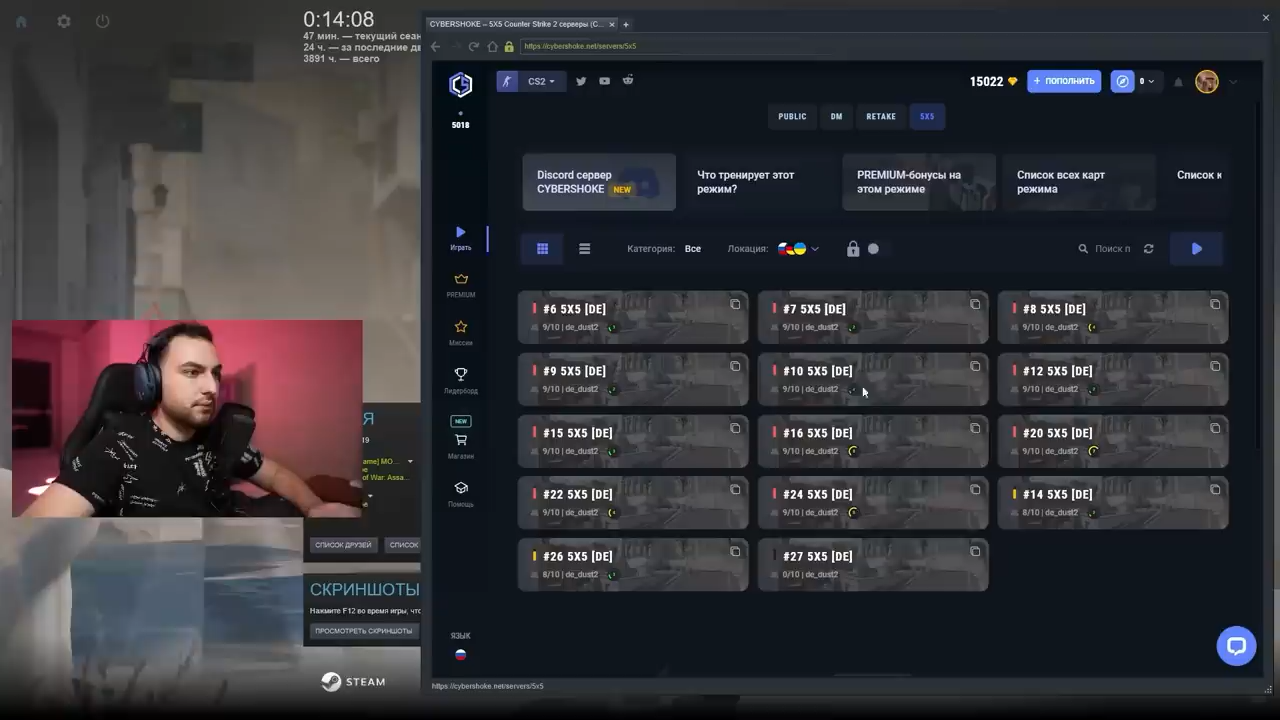 0:14:08
47 мин. — текущий сеан
24 ч. — за последние дв
3891 ч. — всего
CYBERSHOKE – 5X5 Counter Strike 2 серверы (C...
https://cybershoke.net/servers/5x5
5018
CS2
15022
+ ПОПОЛНИТЬ
0
PUBLIC
DM
RETAKE
5X5
Discord сервер
CYBERSHOKE NEW
Что тренирует этот
режим?
PREMIUM-бонусы на
этом режиме
Список всех карт
режима
Список к
Играть
PREMIUM
Миссии
Лидерборд
NEW
Магазин
Помощь
ЯЗЫК
Категория: Все
Локация:
Поиск п
#6 5X5 [DE]
9/10 | de_dust2
#7 5X5 [DE]
9/10 | de_dust2
#8 5X5 [DE]
9/10 | de_dust2
#9 5X5 [DE]
9/10 | de_dust2
#10 5X5 [DE]
9/10 | de_dust2
#12 5X5 [DE]
9/10 | de_dust2
#15 5X5 [DE]
9/10 | de_dust2
#16 5X5 [DE]
9/10 | de_dust2
#20 5X5 [DE]
9/10 | de_dust2
#22 5X5 [DE]
9/10 | de_dust2
#24 5X5 [DE]
9/10 | de_dust2
#14 5X5 [DE]
8/10 | de_dust2
#26 5X5 [DE]
8/10 | de_dust2
#27 5X5 [DE]
0/10 | de_dust2
Я
19
ame] MO...
of War: Assa...
СПИСОК ДРУЗЕЙ
СПИСОК
СКРИНШОТЫ
Нажмите F12 во время игры, что
ПРОСМОТРЕТЬ СКРИНШОТЫ
STEAM
https://cybershoke.net/servers/5x5